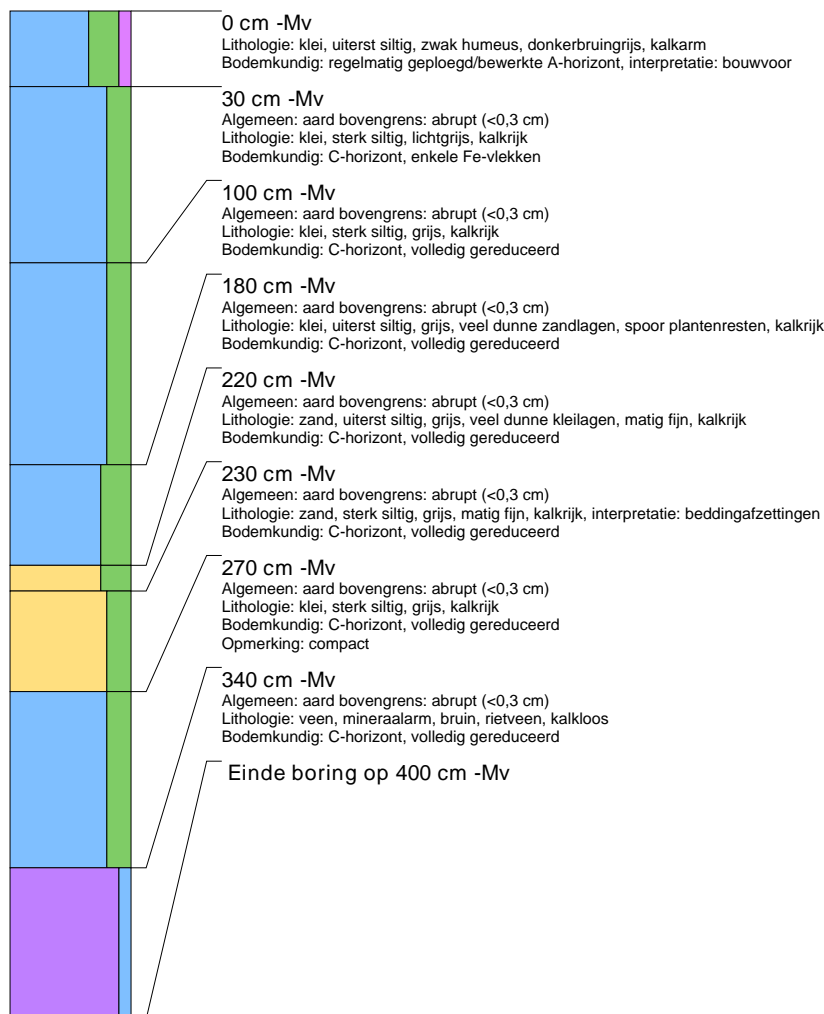 0 cm -Mv
Lithologie: klei, uiterst siltig, zwak humeus, donkerbruingrijs, kalkarm
Bodemkundig: regelmatig geploegd/bewerkte A-horizont, interpretatie: bouwvoor
30 cm -Mv
Algemeen: aard bovengrens: abrupt (<0,3 cm)
Lithologie: klei, sterk siltig, lichtgrijs, kalkrijk
Bodemkundig: C-horizont, enkele Fe-vlekken
100 cm -Mv
Algemeen: aard bovengrens: abrupt (<0,3 cm)
Lithologie: klei, sterk siltig, grijs, kalkrijk
Bodemkundig: C-horizont, volledig gereduceerd
180 cm -Mv
Algemeen: aard bovengrens: abrupt (<0,3 cm)
Lithologie: klei, uiterst siltig, grijs, veel dunne zandlagen, spoor plantenresten, kalkrijk
Bodemkundig: C-horizont, volledig gereduceerd
220 cm -Mv
Algemeen: aard bovengrens: abrupt (<0,3 cm)
Lithologie: zand, uiterst siltig, grijs, veel dunne kleilagen, matig fijn, kalkrijk
Bodemkundig: C-horizont, volledig gereduceerd
230 cm -Mv
Algemeen: aard bovengrens: abrupt (<0,3 cm)
Lithologie: zand, sterk siltig, grijs, matig fijn, kalkrijk, interpretatie: beddingafzettingen
Bodemkundig: C-horizont, volledig gereduceerd
270 cm -Mv
Algemeen: aard bovengrens: abrupt (<0,3 cm)
Lithologie: klei, sterk siltig, grijs, kalkrijk
Bodemkundig: C-horizont, volledig gereduceerd
Opmerking: compact
340 cm -Mv
Algemeen: aard bovengrens: abrupt (<0,3 cm)
Lithologie: veen, mineraalarm, bruin, rietveen, kalkloos
Bodemkundig: C-horizont, volledig gereduceerd
Einde boring op 400 cm -Mv